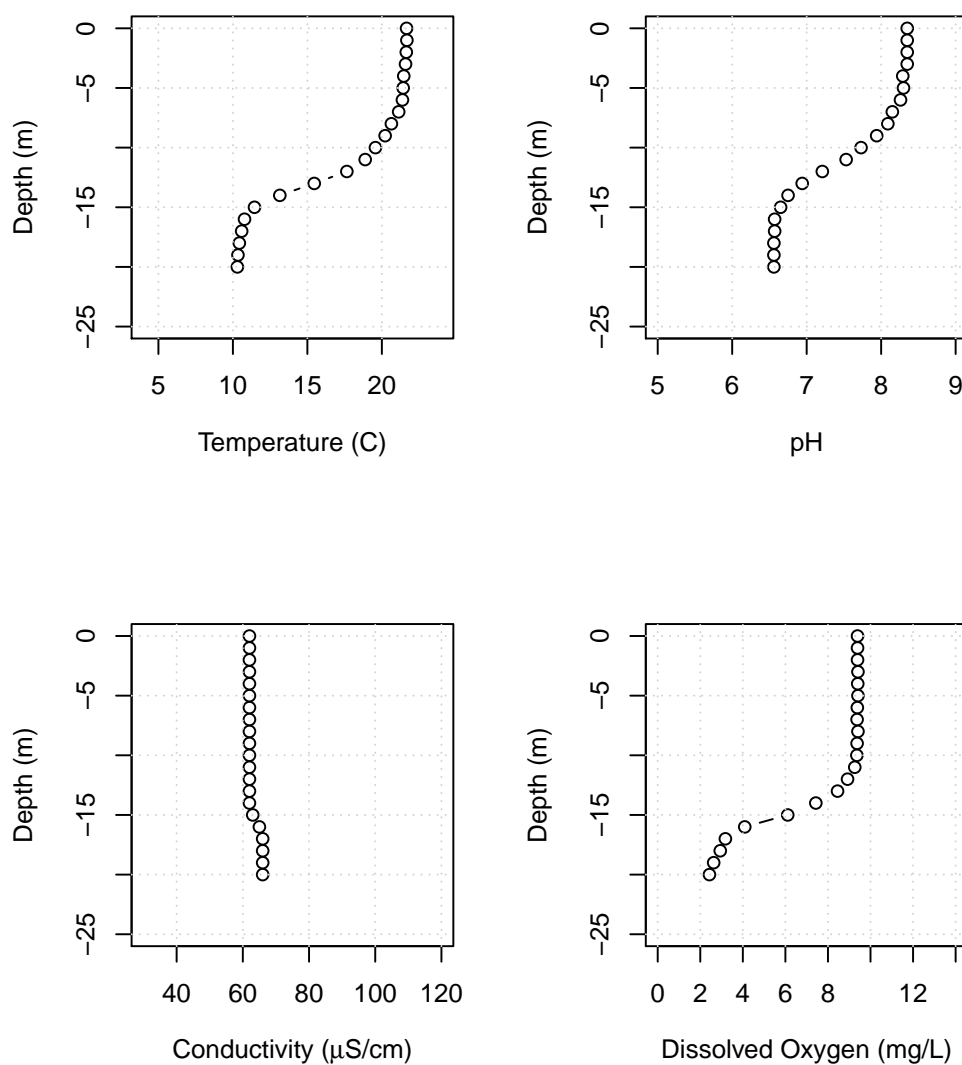 0
−5
−15
−25
Depth (m)
5 10 15 20
Temperature (C)
0
−5
−15
−25
Depth (m)
5 6 7 8 9
pH
0
−5
−15
−25
Depth (m)
40 60 80 100 120
Conductivity (μS/cm)
0
−5
−15
−25
Depth (m)
0 2 4 6 8 12
Dissolved Oxygen (mg/L)